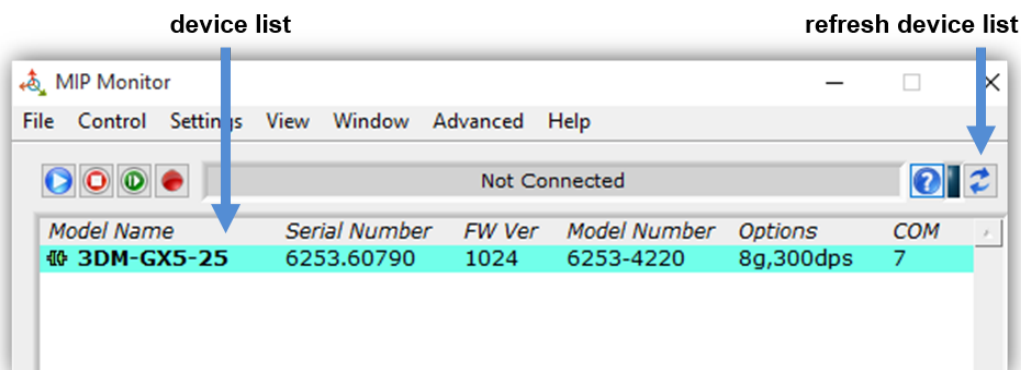 device list refresh device list
MIP Monitor
File Control Settings View Window Advanced Help
Not Connected
Model Name Serial Number FW Ver Model Number Options COM
3DM-GX5-25 6253.60790 1024 6253-4220 8g,300dps 7